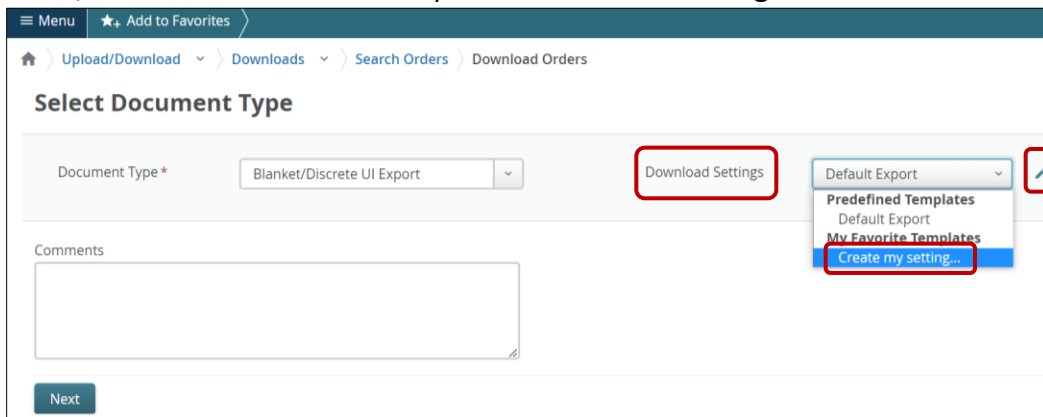 ≡ Menu ★+ Add to Favorites
Upload/Download Downloads Search Orders Download Orders
Select Document Type
Document Type* Blanket/Discrete UI Export Download Settings Default Export
Predefined Templates
Default Export
My Favorite Templates
Create my setting...
Comments
Next